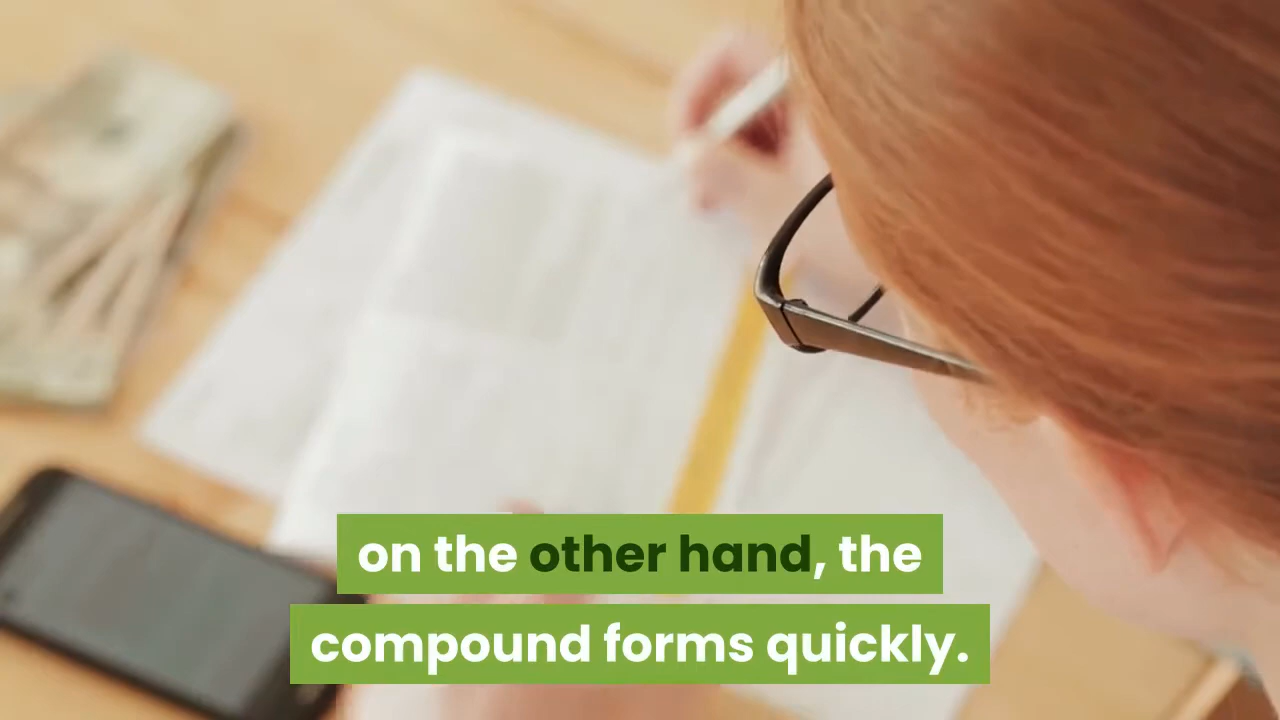 on the other hand, the
compound forms quickly.